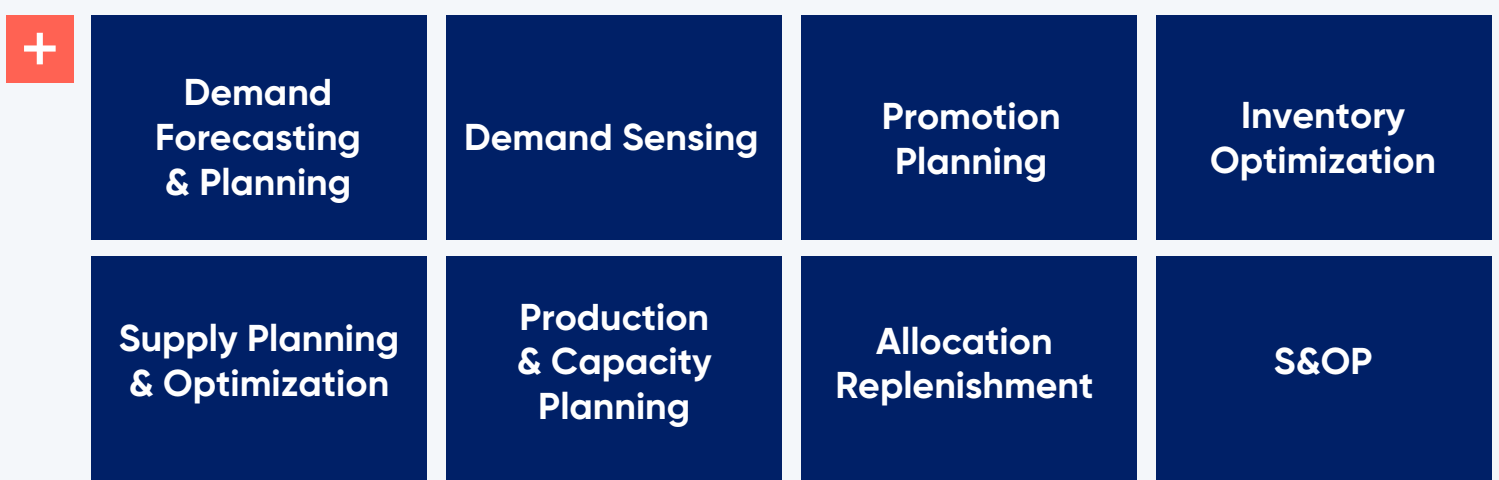 +
Demand
Forecasting
& Planning
Demand Sensing
Promotion
Planning
Inventory
Optimization
Supply Planning
& Optimization
Production
& Capacity
Planning
Allocation
Replenishment
S&OP